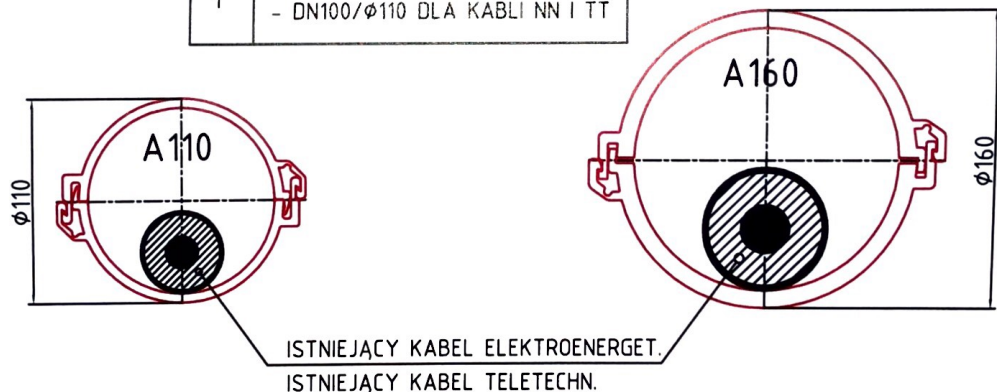 - DN100/Ø110 DLA KABLI NN I TT
A110
A160
Ø110
Ø160
ISTNIEJĄCY KABEL ELEKTROENERGET.
ISTNIEJĄCY KABEL TELETECHN.